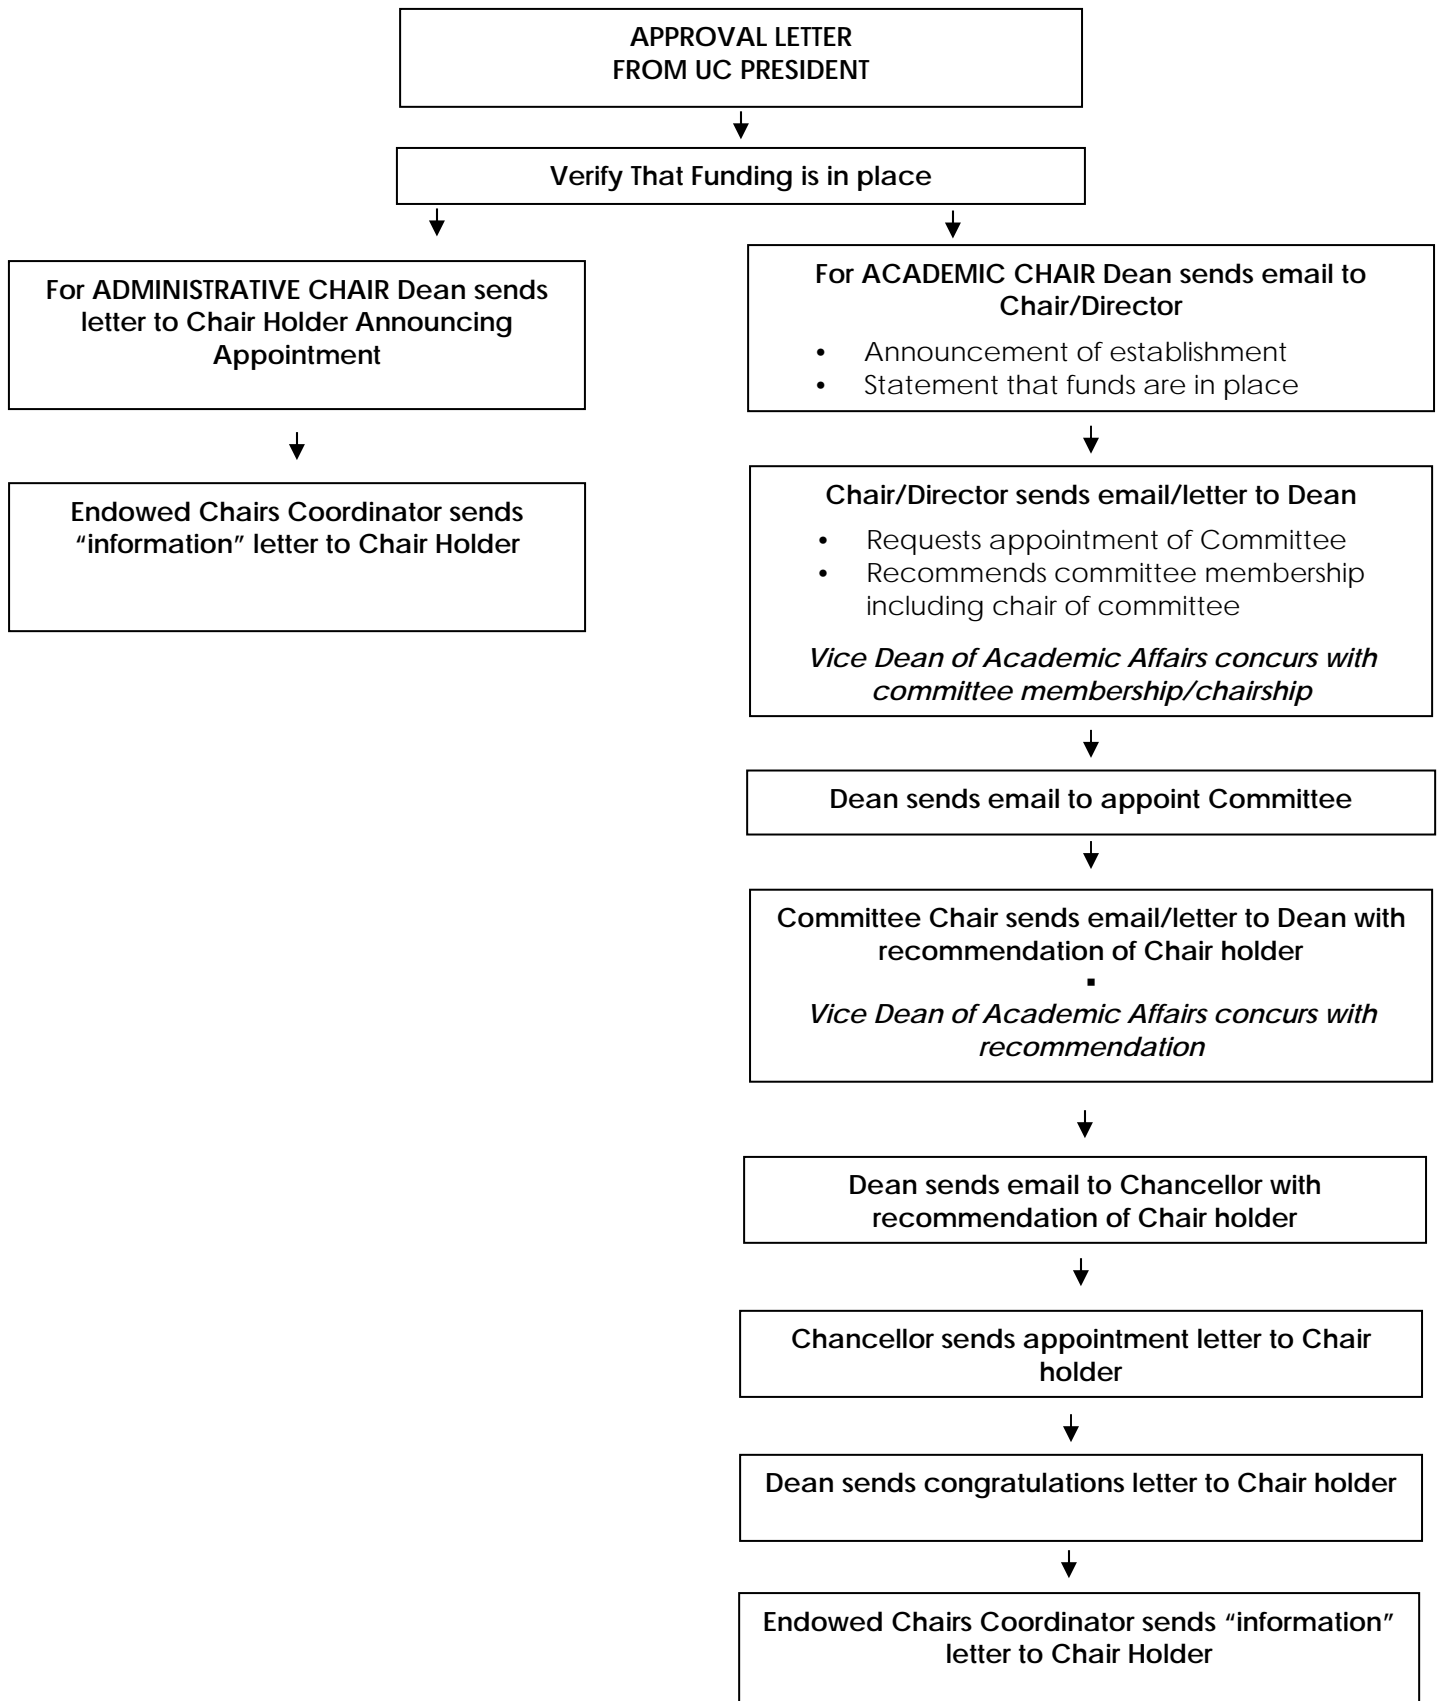 APPROVAL LETTER
FROM UC PRESIDENT
Verify That Funding is in place
For ADMINISTRATIVE CHAIR Dean sends
letter to Chair Holder Announcing
Appointment
Endowed Chairs Coordinator sends
“information” letter to Chair Holder
For ACADEMIC CHAIR Dean sends email to
Chair/Director
• Announcement of establishment
• Statement that funds are in place
Chair/Director sends email/letter to Dean
• Requests appointment of Committee
• Recommends committee membership
including chair of committee
Vice Dean of Academic Affairs concurs with
committee membership/chairship
Dean sends email to appoint Committee
Committee Chair sends email/letter to Dean with
recommendation of Chair holder
▪
Vice Dean of Academic Affairs concurs with
recommendation
Dean sends email to Chancellor with
recommendation of Chair holder
Chancellor sends appointment letter to Chair
holder
Dean sends congratulations letter to Chair holder
Endowed Chairs Coordinator sends “information”
letter to Chair Holder